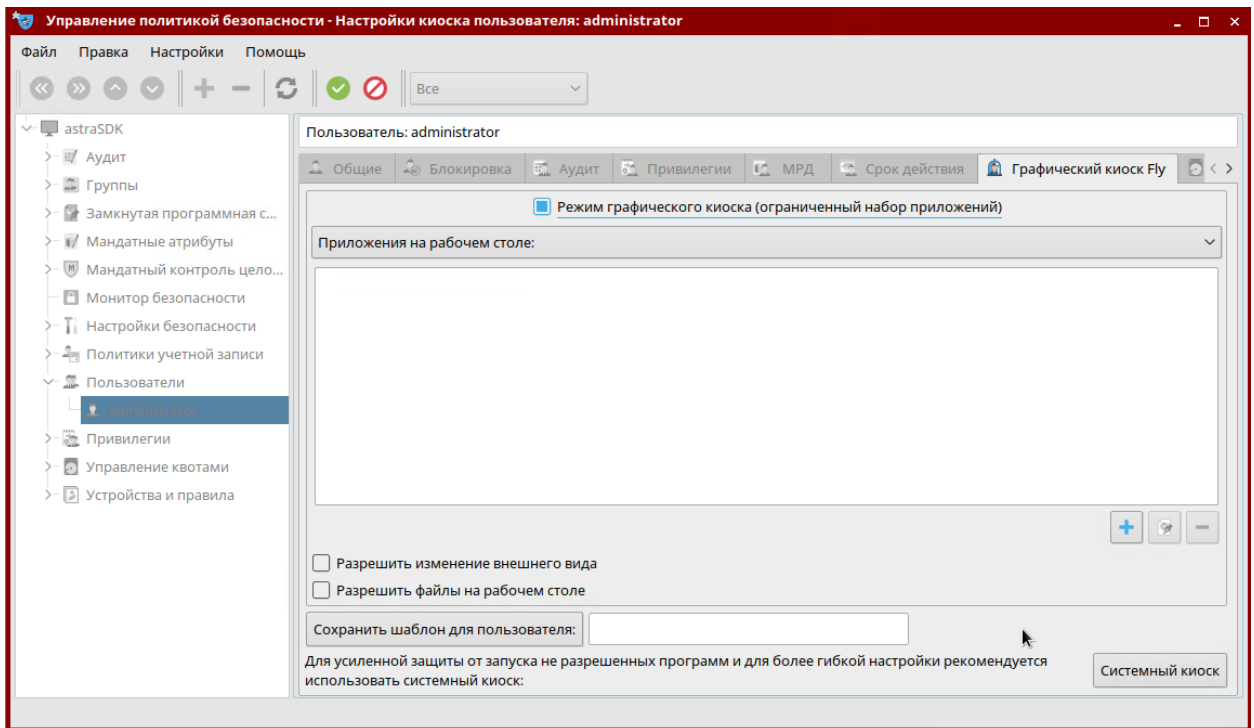 Управление политикой безопасности - Настройки киоска пользователя: administrator
Файл Правка Настройки Помощь
Все
astraSDK
Аудит
Группы
Замкнутая программная с...
Мандатные атрибуты
Мандатный контроль цело...
Монитор безопасности
Настройки безопасности
Политики учетной записи
Пользователи
administrator
Привилегии
Управление квотами
Устройства и правила
Пользователь: administrator
Общие Блокировка Аудит Привилегии МРД Срок действия Графический киоск Fly
Режим графического киоска (ограниченный набор приложений)
Приложения на рабочем столе:
Разрешить изменение внешнего вида
Разрешить файлы на рабочем столе
Сохранить шаблон для пользователя:
Для усиленной защиты от запуска не разрешенных программ и для более гибкой настройки рекомендуется
использовать системный киоск:
Системный киоск